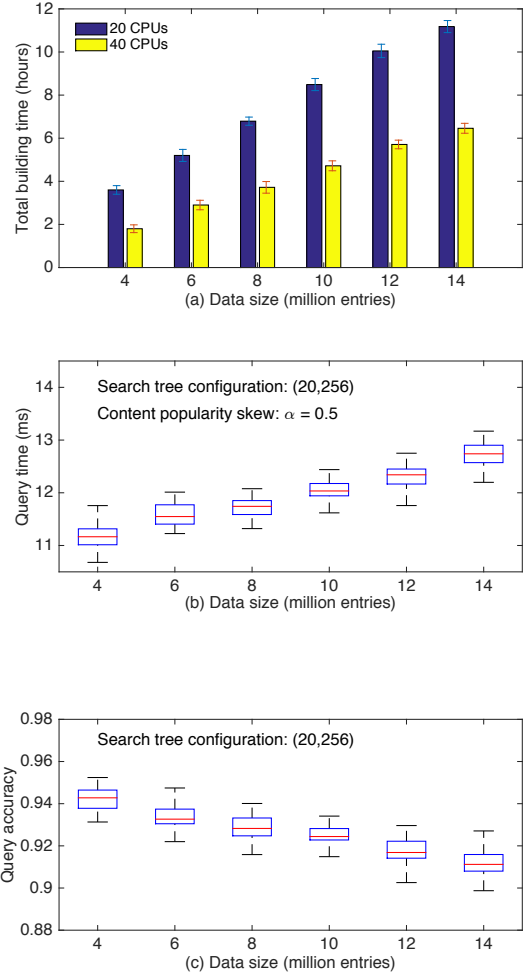 12
10
8
6
4
2
0
Total building time (hours)
20 CPUs
40 CPUs
4 6 8 10 12 14
(a) Data size (million entries)
14
13
12
11
Query time (ms)
Search tree configuration: (20,256)
Content popularity skew: α = 0.5
4 6 8 10 12 14
(b) Data size (million entries)
0.98
0.96
0.94
0.92
0.9
0.88
Query accuracy
Search tree configuration: (20,256)
4 6 8 10 12 14
(c) Data size (million entries)